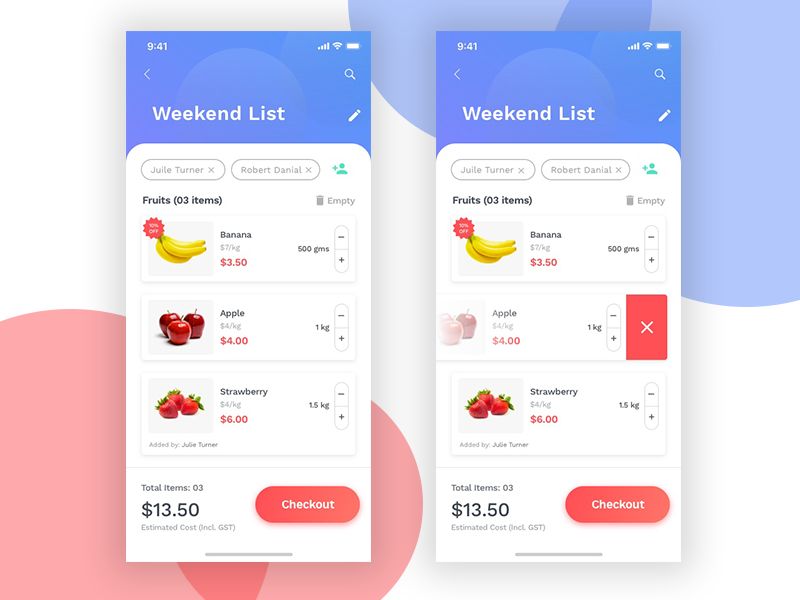 9:41
Weekend List
Juile Turner ×
Robert Danial ×
Fruits (03 items)
Empty
10%
OFF
Banana
$7/kg
$3.50
500 gms
−
+
Apple
$4/kg
$4.00
1 kg
−
+
Strawberry
$4/kg
$6.00
1.5 kg
−
+
Added by: Julie Turner
Total Items: 03
$13.50
Estimated Cost (Incl. GST)
Checkout
9:41
Weekend List
Juile Turner ×
Robert Danial ×
Fruits (03 items)
Empty
10%
OFF
Banana
$7/kg
$3.50
500 gms
−
+
Apple
$4/kg
$4.00
1 kg
−
+
×
Strawberry
$4/kg
$6.00
1.5 kg
−
+
Added by: Julie Turner
Total Items: 03
$13.50
Estimated Cost (Incl. GST)
Checkout